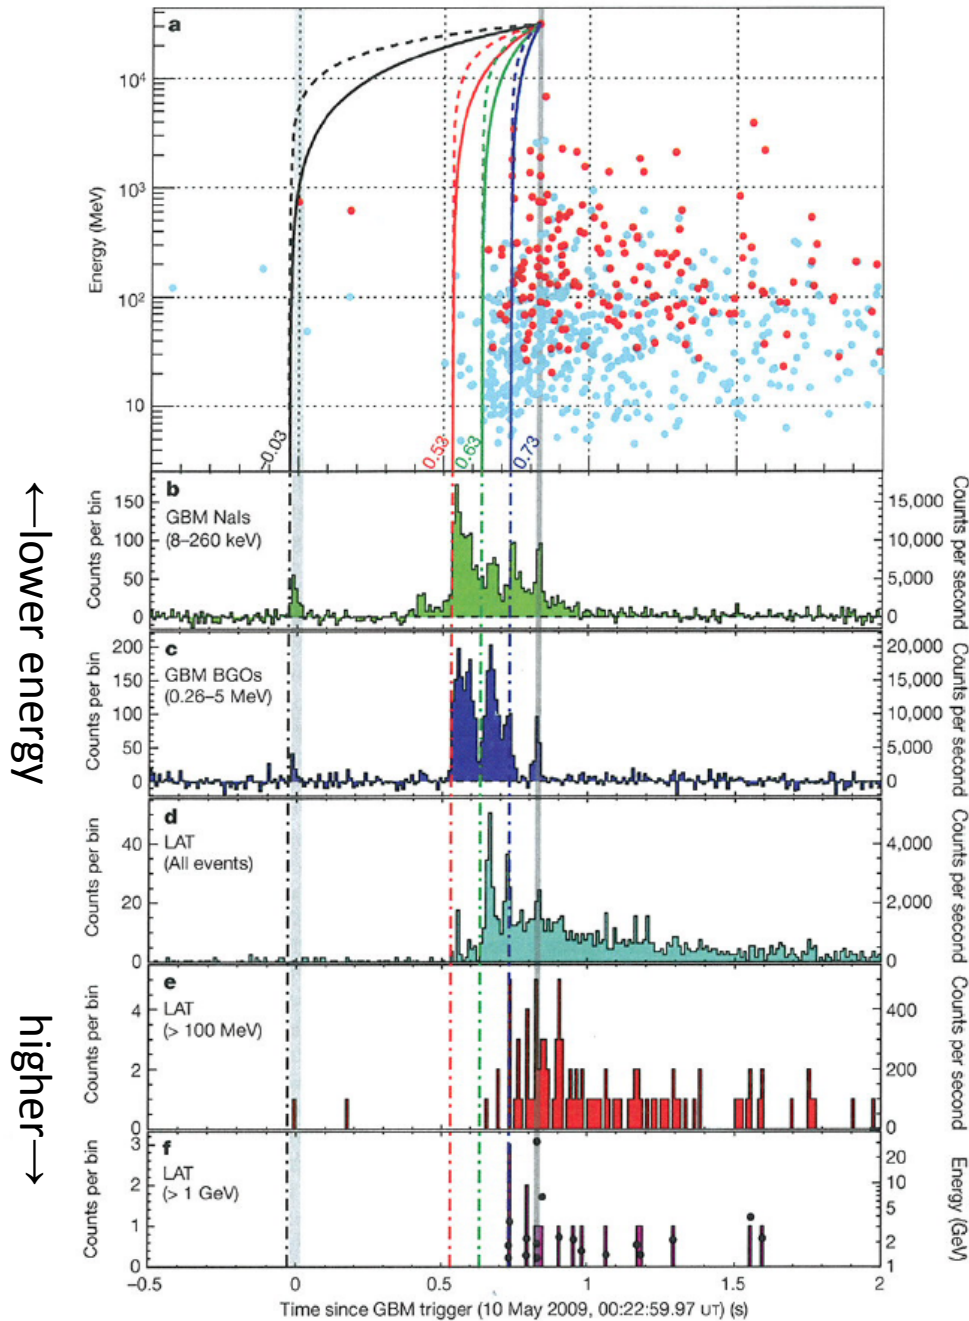 a
10⁴
10³
10²
10
Energy (MeV)
−0.03
0.53
0.63
0.73
←lower energy
higher→
b
GBM NaIs
(8–260 keV)
Counts per bin
150
100
50
0
15,000
10,000
5,000
0
Counts per second
c
GBM BGOs
(0.26–5 MeV)
Counts per bin
200
150
100
50
0
20,000
15,000
10,000
5,000
0
Counts per second
d
LAT
(All events)
Counts per bin
40
20
0
4,000
2,000
0
Counts per second
e
LAT
(> 100 MeV)
Counts per bin
4
2
0
400
200
0
Counts per second
f
LAT
(> 1 GeV)
Counts per bin
3
2
1
0
20
10
5
2
1
Energy (GeV)
−0.5
0
0.5
1
1.5
2
Time since GBM trigger (10 May 2009, 00:22:59.97 UT) (s)